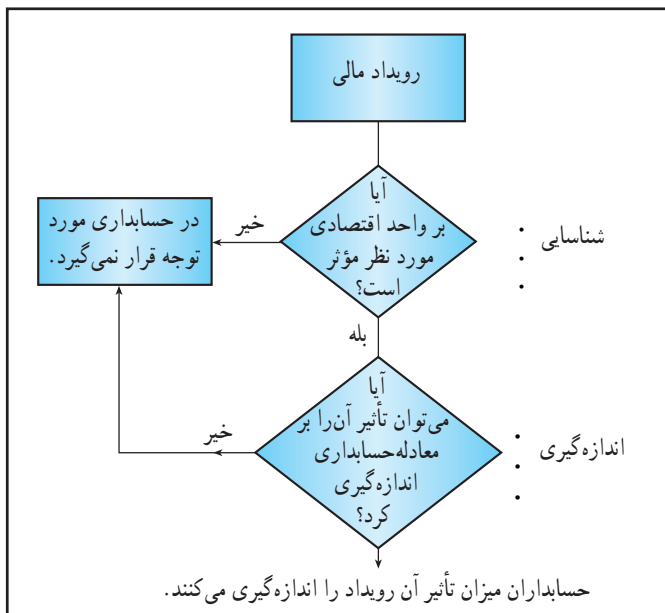 رویداد مالی
آیا
بر واحد اقتصادی
مورد نظر مؤثر
است؟
خیر
در حسابداری مورد
توجه قرار نمی‌گیرد.
شناسایی
بله
آیا
می‌توان تأثیر آن‌را بر
معادله‌حسابداری
اندازه‌گیری
کرد؟
خیر
اندازه‌گیری
حسابداران میزان تأثیر آن رویداد را اندازه‌گیری می‌کنند.